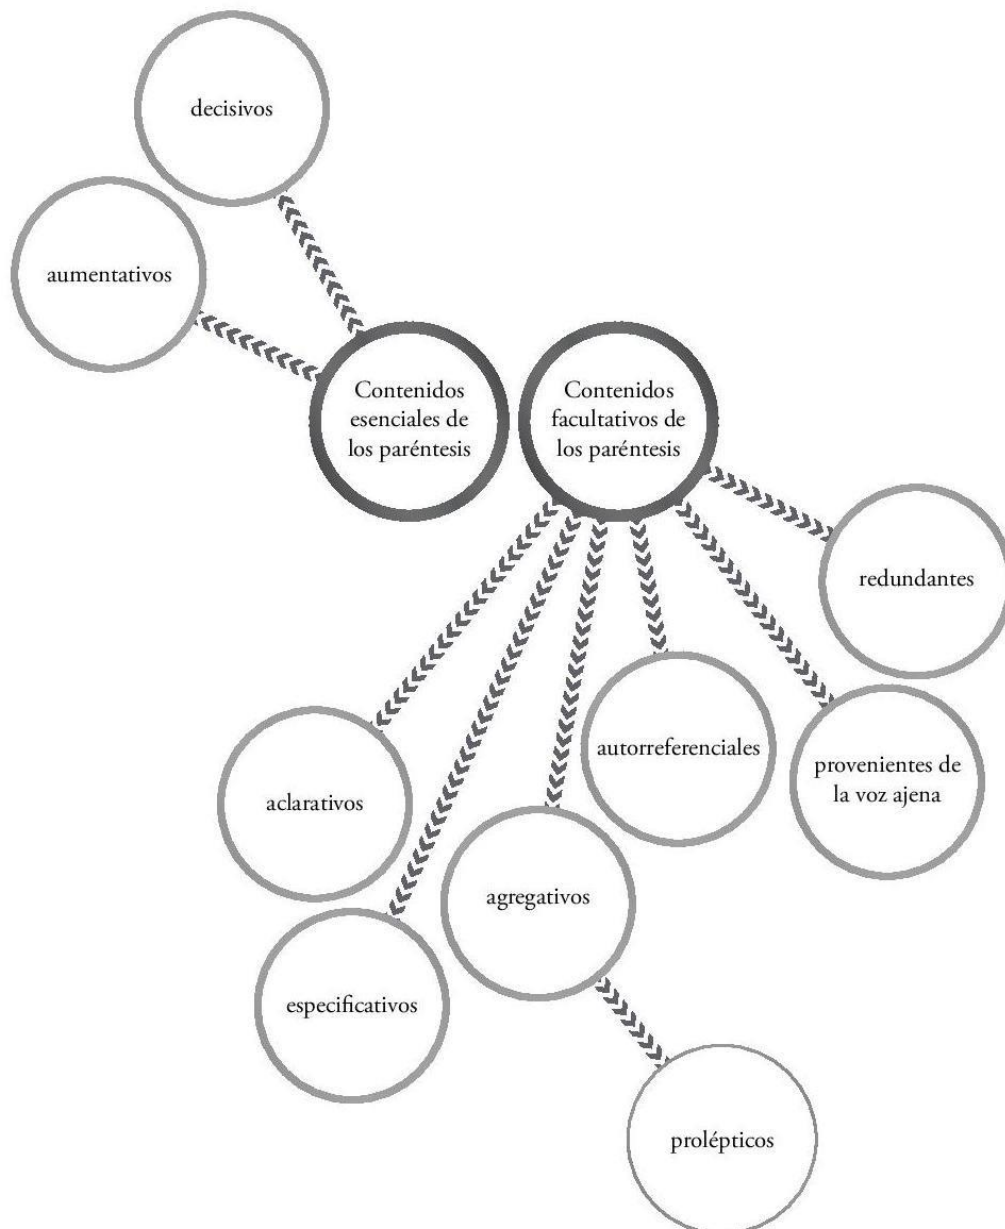 decisivos
aumentativos
Contenidos
esenciales de
los paréntesis
Contenidos
facultativos de
los paréntesis
redundantes
autorreferenciales
provenientes de
la voz ajena
aclarativos
agregativos
especificativos
prolépticos